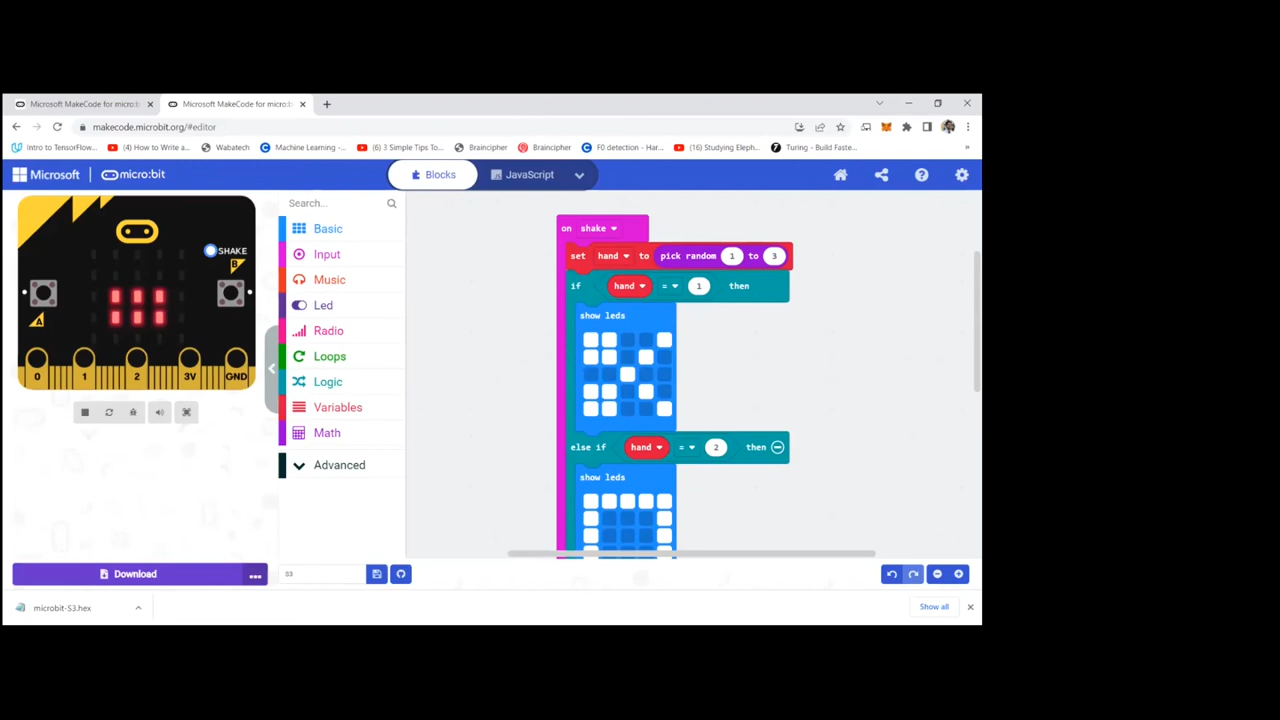 Microsoft MakeCode for micro:b
Microsoft MakeCode for micro:b
makecode.microbit.org/#editor
Intro to TensorFlow...
(4) How to Write a...
Wabatech
Machine Learning -...
(6) 3 Simple Tips To...
Braincipher
Braincipher
F0 detection - Har...
(16) Studying Eleph...
Turing - Build Faste...
»
Microsoft
micro:bit
Blocks
JavaScript
SHAKE
B
A
0 1 2 3V GND
Search...
Basic
Input
Music
Led
Radio
Loops
Logic
Variables
Math
Advanced
on shake
set hand to pick random 1 to 3
if hand = 1 then
show leds
else if hand = 2 then
show leds
Download
...
S3
microbit-S3.hex
Show all